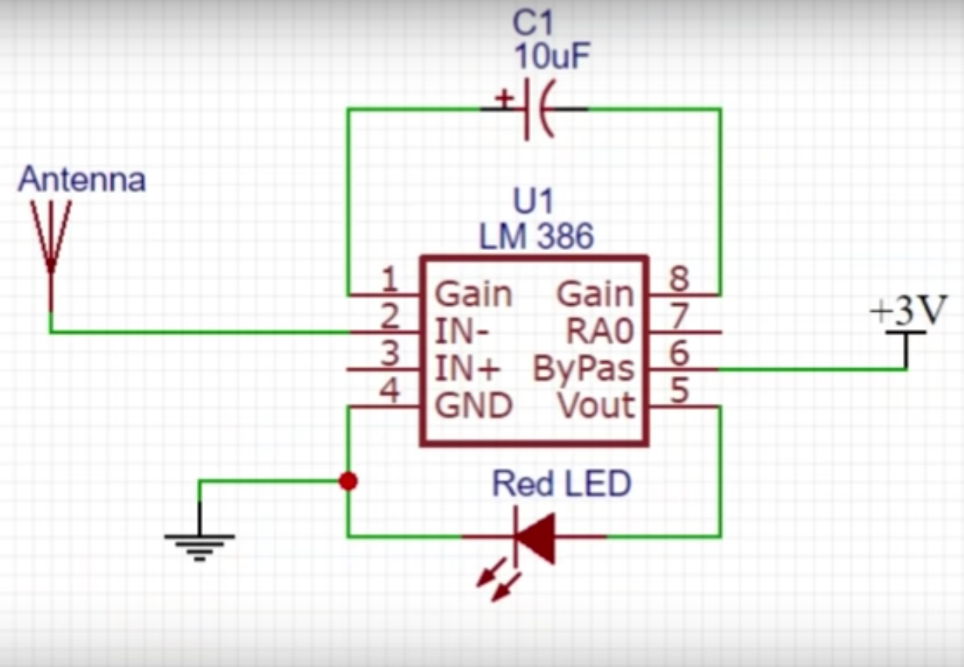 C1
10uF
+
Antenna
U1
LM 386
1 Gain Gain 8
2 IN- RA0 7
3 IN+ ByPas 6
4 GND Vout 5
+3V
Red LED